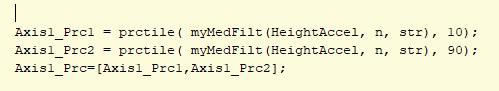 Axis1_Prc1 = prctile( myMedFilt(HeightAccel, n, str), 10);
Axis1_Prc2 = prctile( myMedFilt(HeightAccel, n, str), 90);
Axis1_Prc=[Axis1_Prc1,Axis1_Prc2];